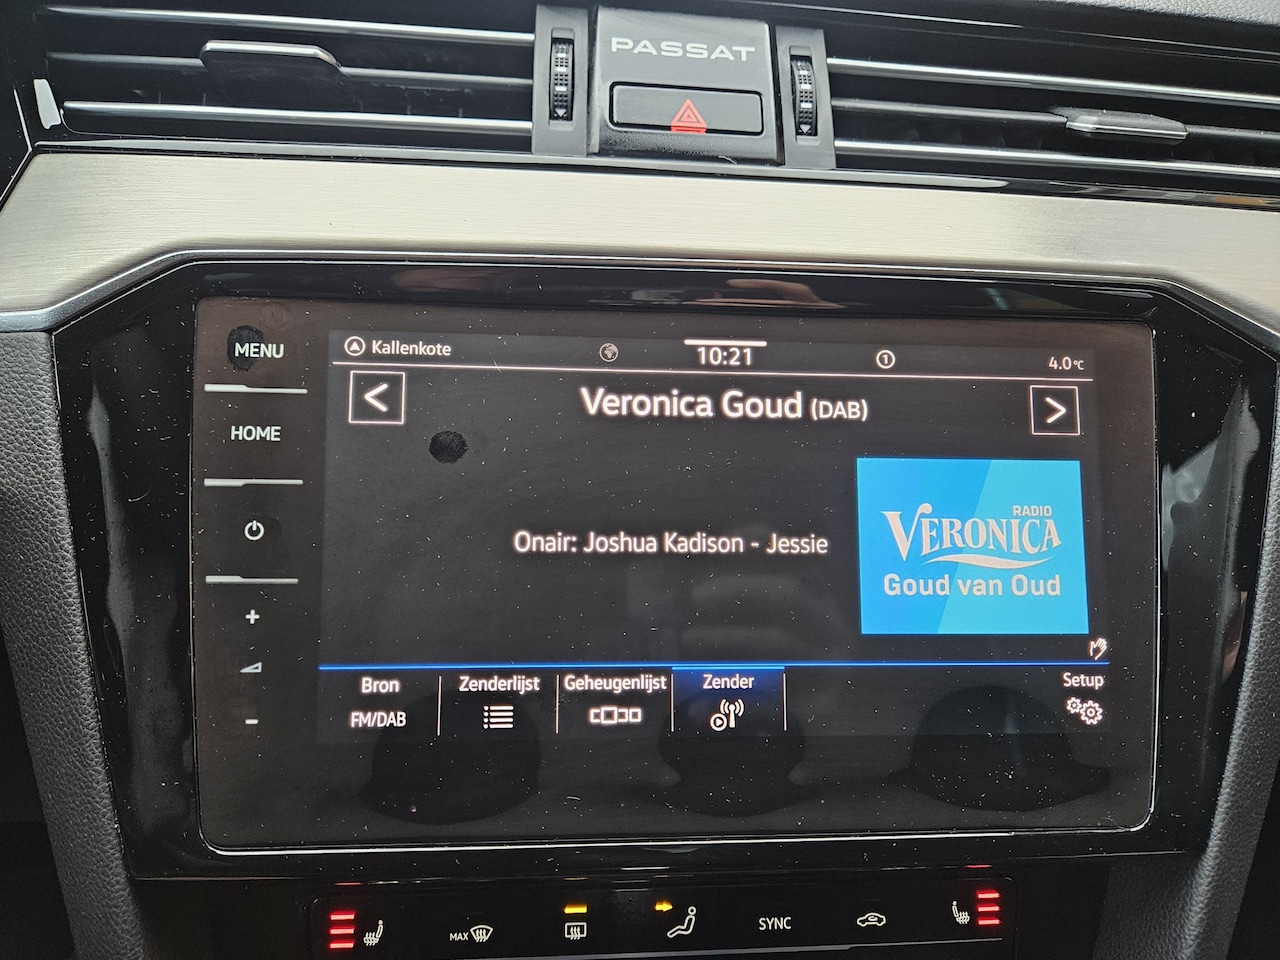 PASSAT
MENU
HOME
Kallenkote
10:21
1
4.0°C
Veronica Goud (DAB)
Onair: Joshua Kadison - Jessie
RADIO
VERONICA
Goud van Oud
Bron
FM/DAB
Zenderlijst
Geheugenlijst
Zender
Setup
MAX
SYNC